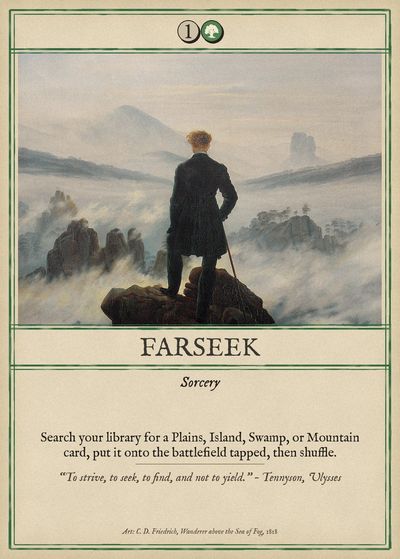 1
FARSEEK
Sorcery
Search your library for a Plains, Island, Swamp, or Mountain
card, put it onto the battlefield tapped, then shuffle.
“To strive, to seek, to find, and not to yield.” - Tennyson, Ulysses
Art: C. D. Friedrich, Wanderer above the Sea of Fog, 1818